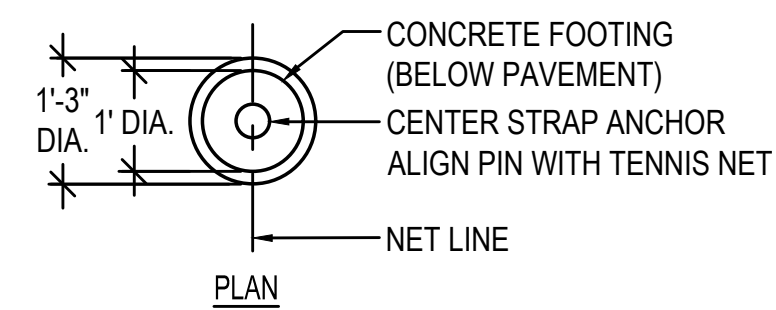 CONCRETE FOOTING
(BELOW PAVEMENT)
1'-3"
DIA.
1' DIA.
CENTER STRAP ANCHOR
ALIGN PIN WITH TENNIS NET
NET LINE
PLAN